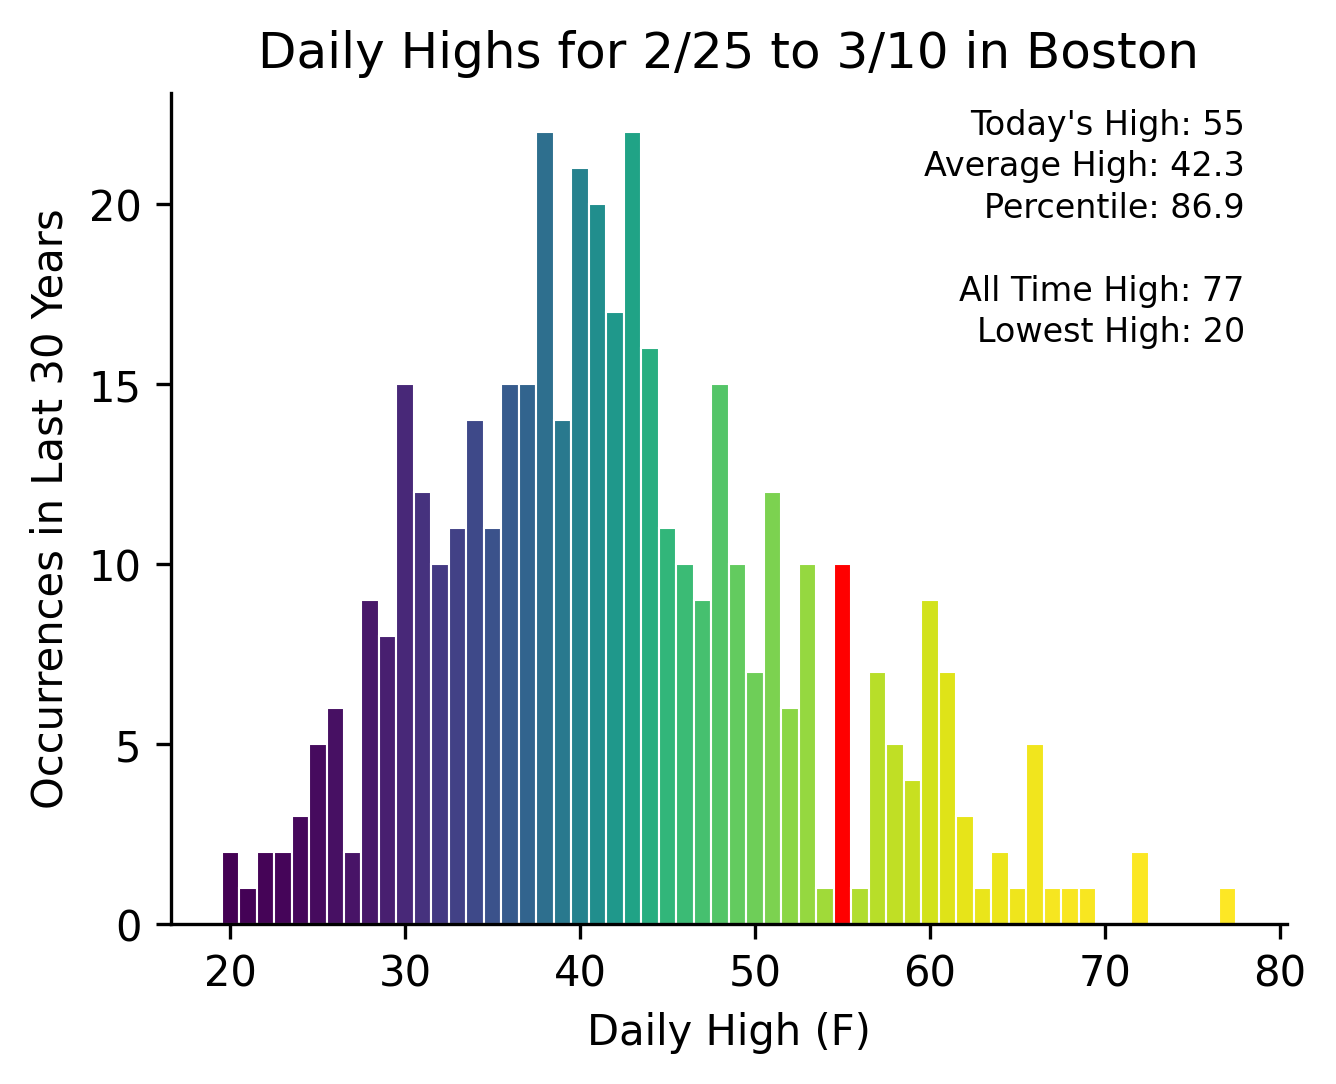 Daily Highs for 2/25 to 3/10 in Boston
Today's High: 55
Average High: 42.3
Percentile: 86.9
All Time High: 77
Lowest High: 20
Occurrences in Last 30 Years
20
15
10
5
0
20 30 40 50 60 70 80
Daily High (F)